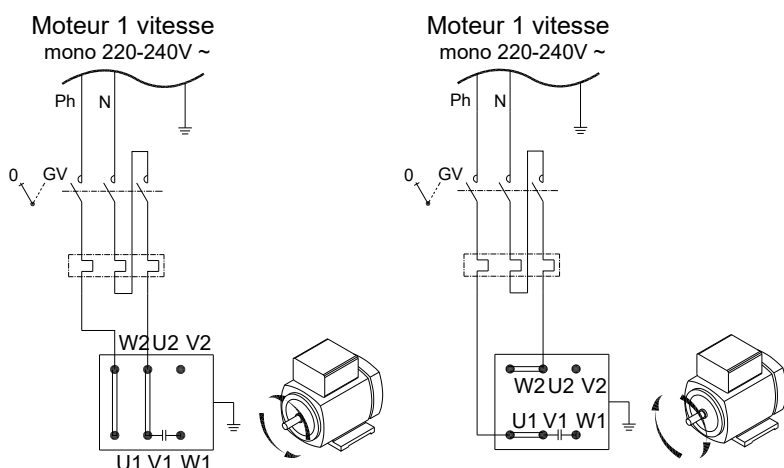 Moteur 1 vitesse
mono 220-240V ~
Ph N
0 GV
W2 U2 V2
U1 V1 W1
Moteur 1 vitesse
mono 220-240V ~
Ph N
0 GV
W2 U2 V2
U1 V1 W1